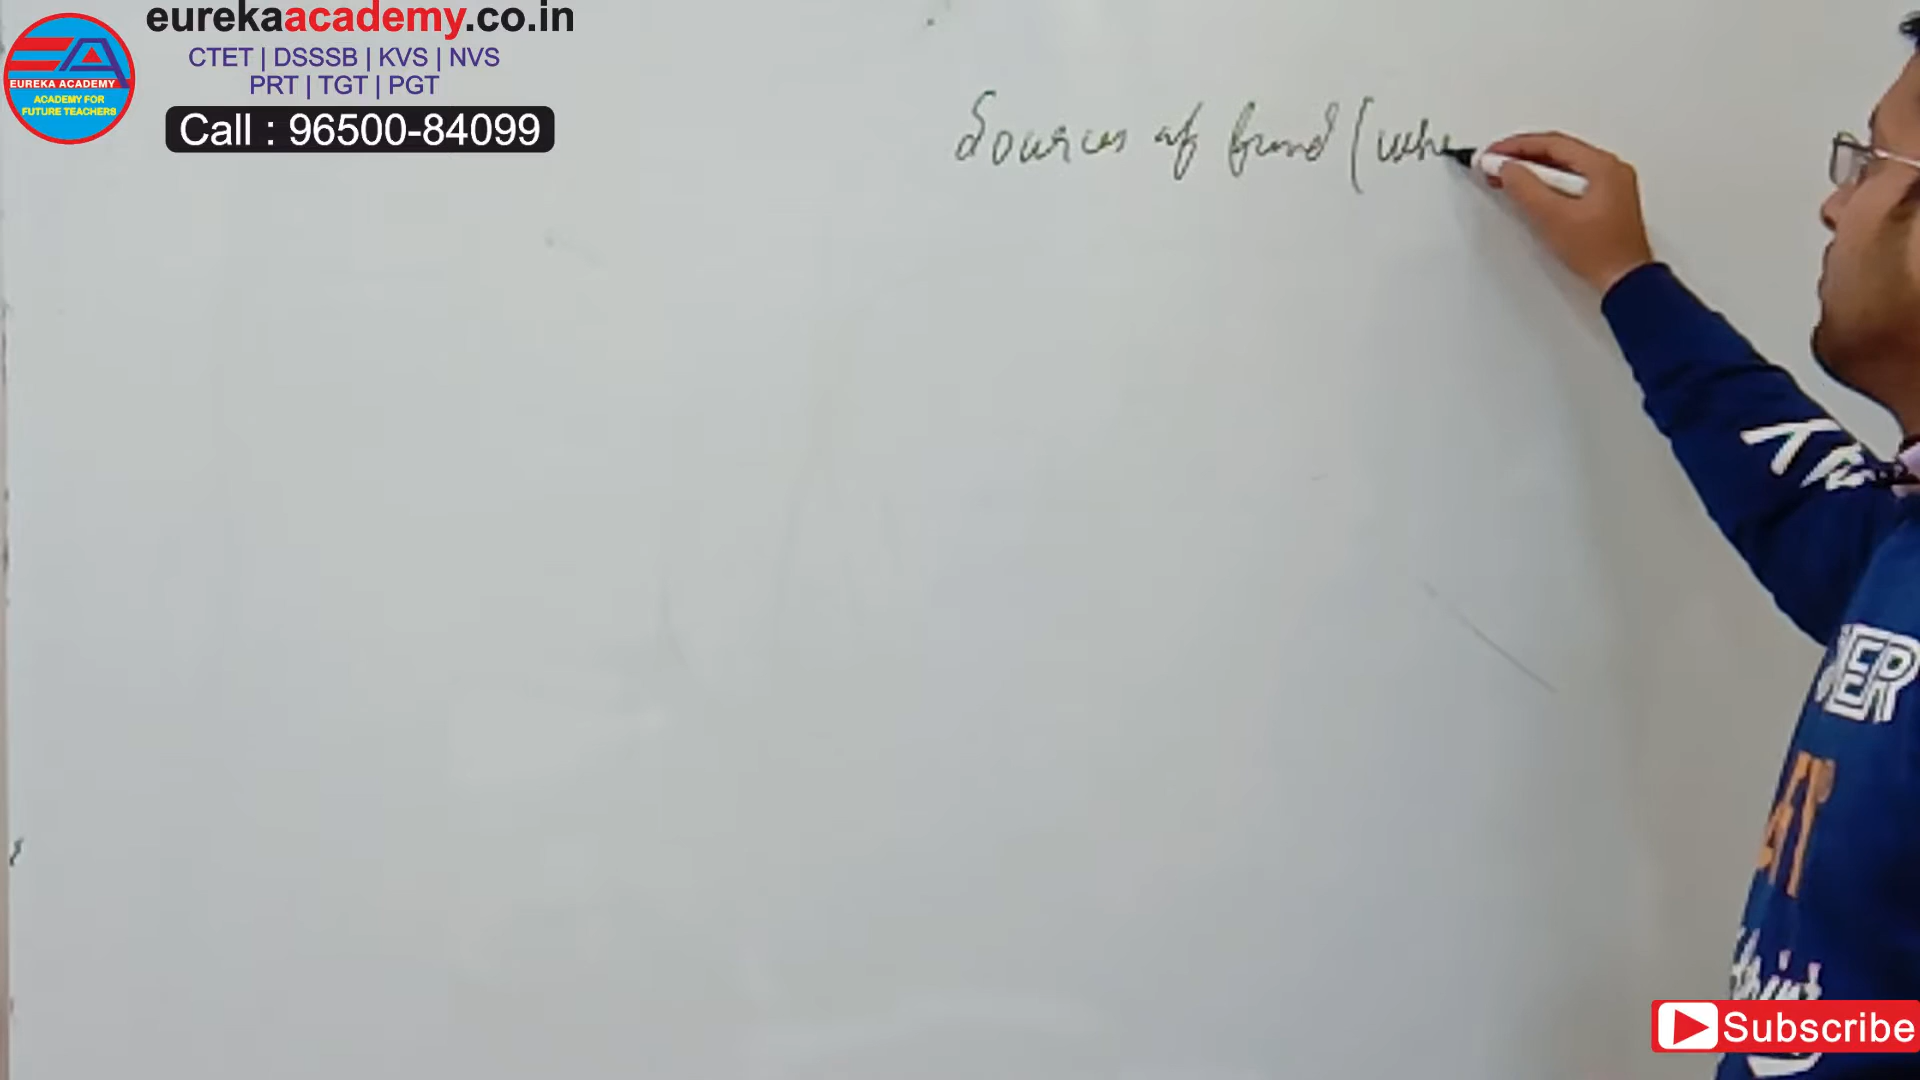 eurekaacademy.co.in
CTET | DSSSB | KVS | NVS
PRT | TGT | PGT
Call : 96500-84099
EUREKA ACADEMY
ACADEMY FOR
FUTURE TEACHERS
Sources of fund (whe
ER
Subscribe